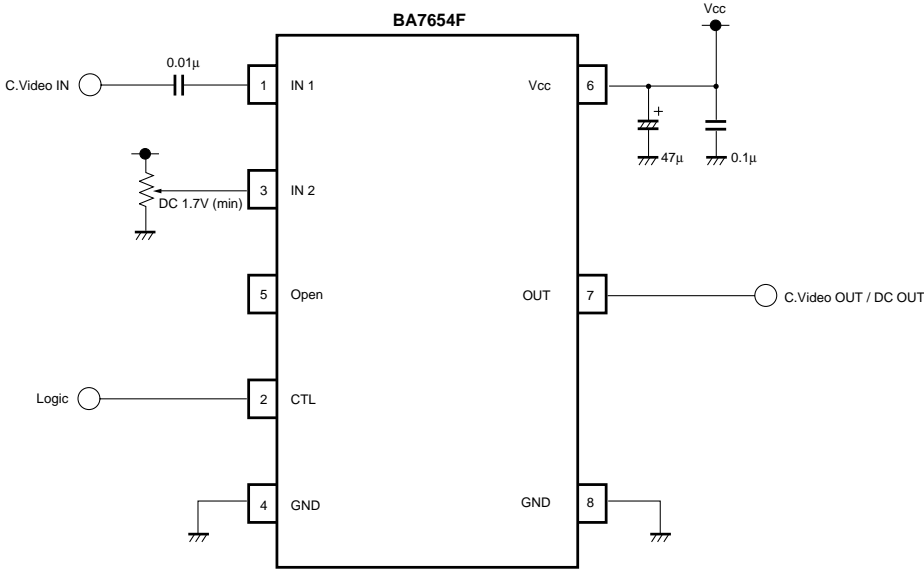 BA7654F
Vcc
0.01μ
C.Video IN
1 IN 1
Vcc 6
+
47μ
0.1μ
3 IN 2
DC 1.7V (min)
5 Open
OUT 7
C.Video OUT / DC OUT
Logic
2 CTL
4 GND
GND 8